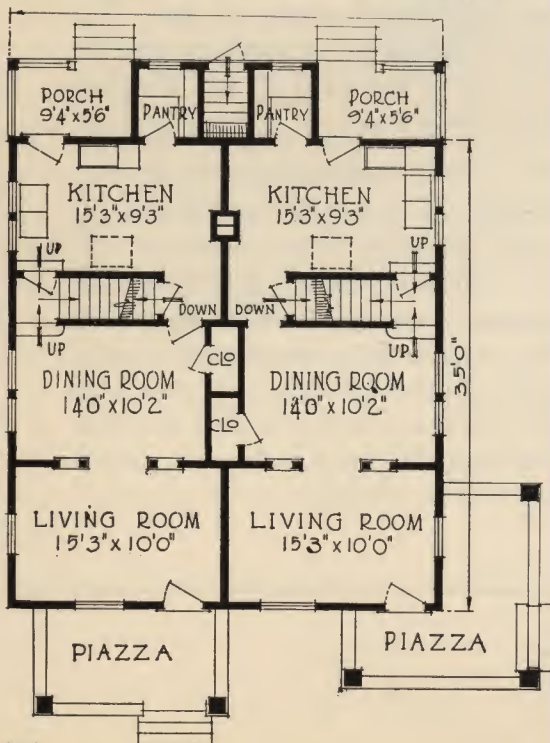 PORCH
9'4"x5'6"
PANTRY
PANTRY
PORCH
9'4"x5'6"
KITCHEN
15'3"x9'3"
KITCHEN
15'3"x9'3"
UP
UP
DOWN
DOWN
UP
UP
CLO
DINING ROOM
14'0"x10'2"
DINING ROOM
14'0"x10'2"
35'0"
CLO
LIVING ROOM
15'3"x10'0"
LIVING ROOM
15'3"x10'0"
PIAZZA
PIAZZA